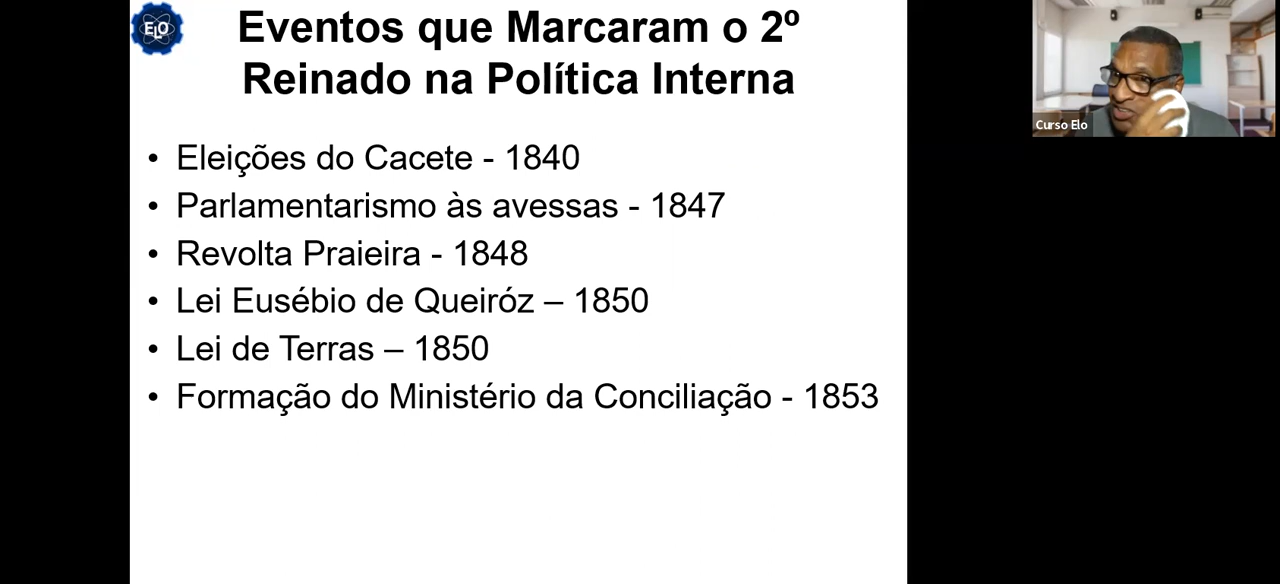 ELO
Eventos que Marcaram o 2º
Reinado na Política Interna
• Eleições do Cacete - 1840
• Parlamentarismo às avessas - 1847
• Revolta Praieira - 1848
• Lei Eusébio de Queiróz – 1850
• Lei de Terras – 1850
• Formação do Ministério da Conciliação - 1853
Curso Elo